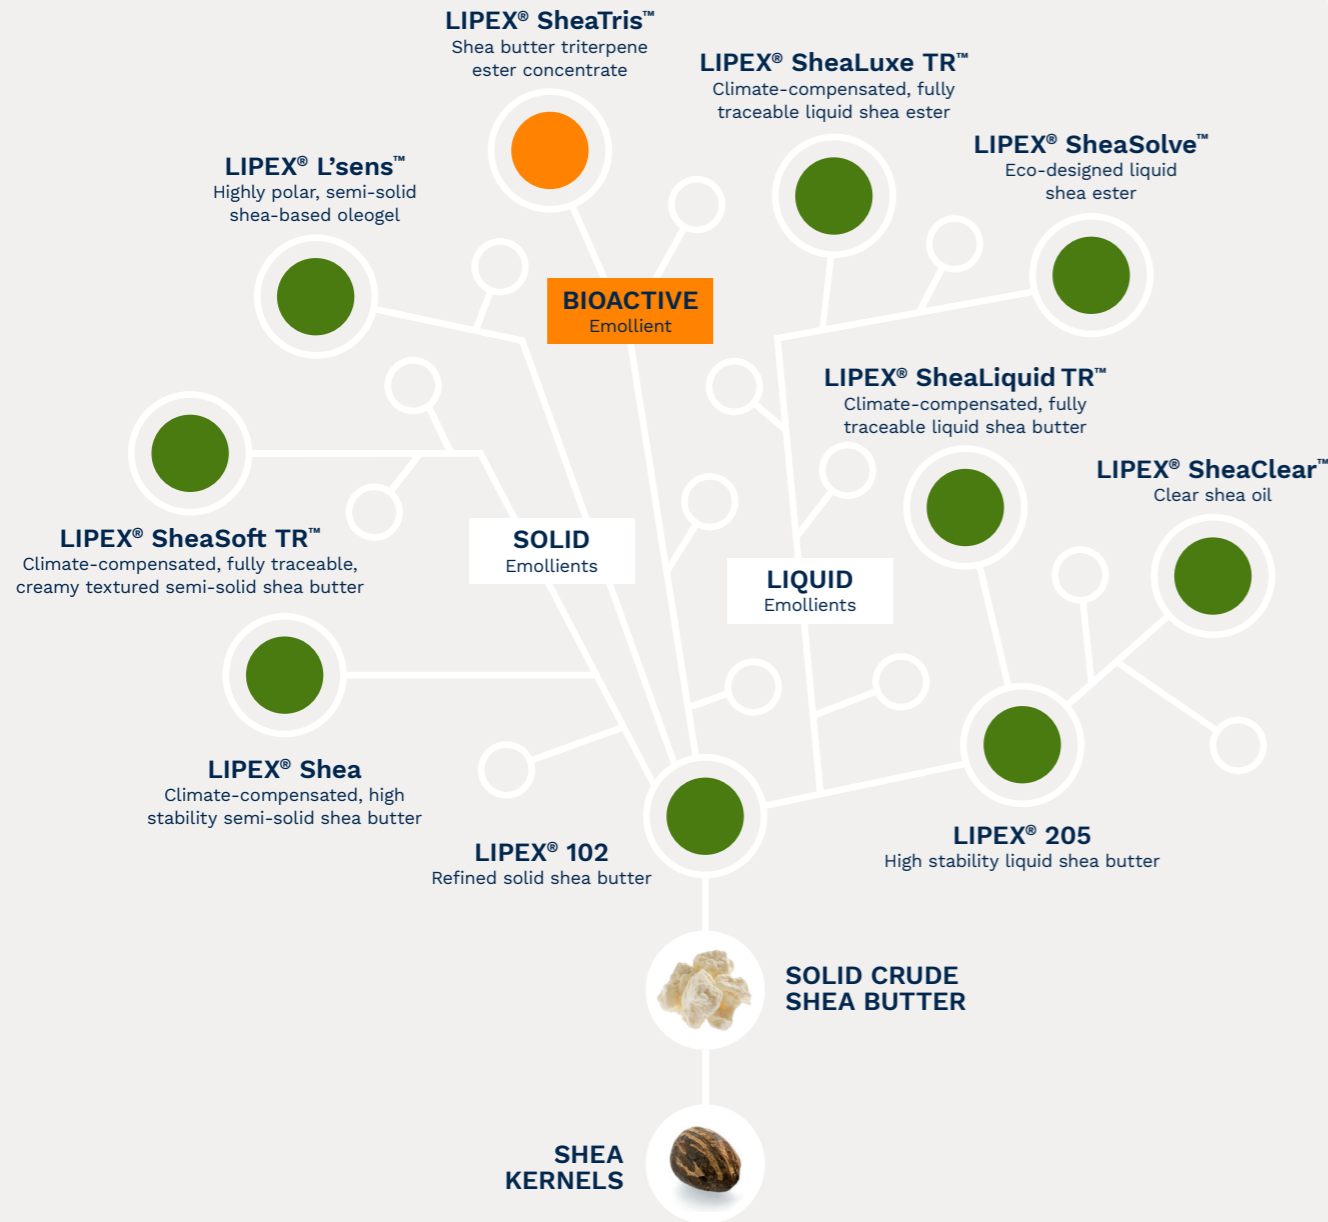 LIPEX® SheaTris™
Shea butter triterpene
ester concentrate
LIPEX® SheaLuxe TR™
Climate-compensated, fully
traceable liquid shea ester
LIPEX® SheaSolve™
Eco-designed liquid
shea ester
LIPEX® L’sens™
Highly polar, semi-solid
shea-based oleogel
BIOACTIVE
Emollient
LIPEX® SheaLiquid TR™
Climate-compensated, fully
traceable liquid shea butter
LIPEX® SheaClear™
Clear shea oil
LIPEX® SheaSoft TR™
Climate-compensated, fully traceable,
creamy textured semi-solid shea butter
SOLID
Emollients
LIQUID
Emollients
LIPEX® Shea
Climate-compensated, high
stability semi-solid shea butter
LIPEX® 102
Refined solid shea butter
LIPEX® 205
High stability liquid shea butter
SOLID CRUDE
SHEA BUTTER
SHEA
KERNELS